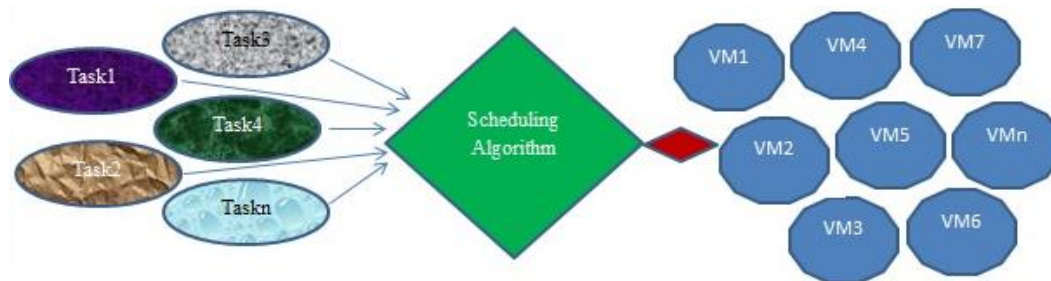 Task3
Task1
Task4
Task2
Taskn
Scheduling
Algorithm
VM1
VM4
VM7
VM2
VM5
VMn
VM3
VM6